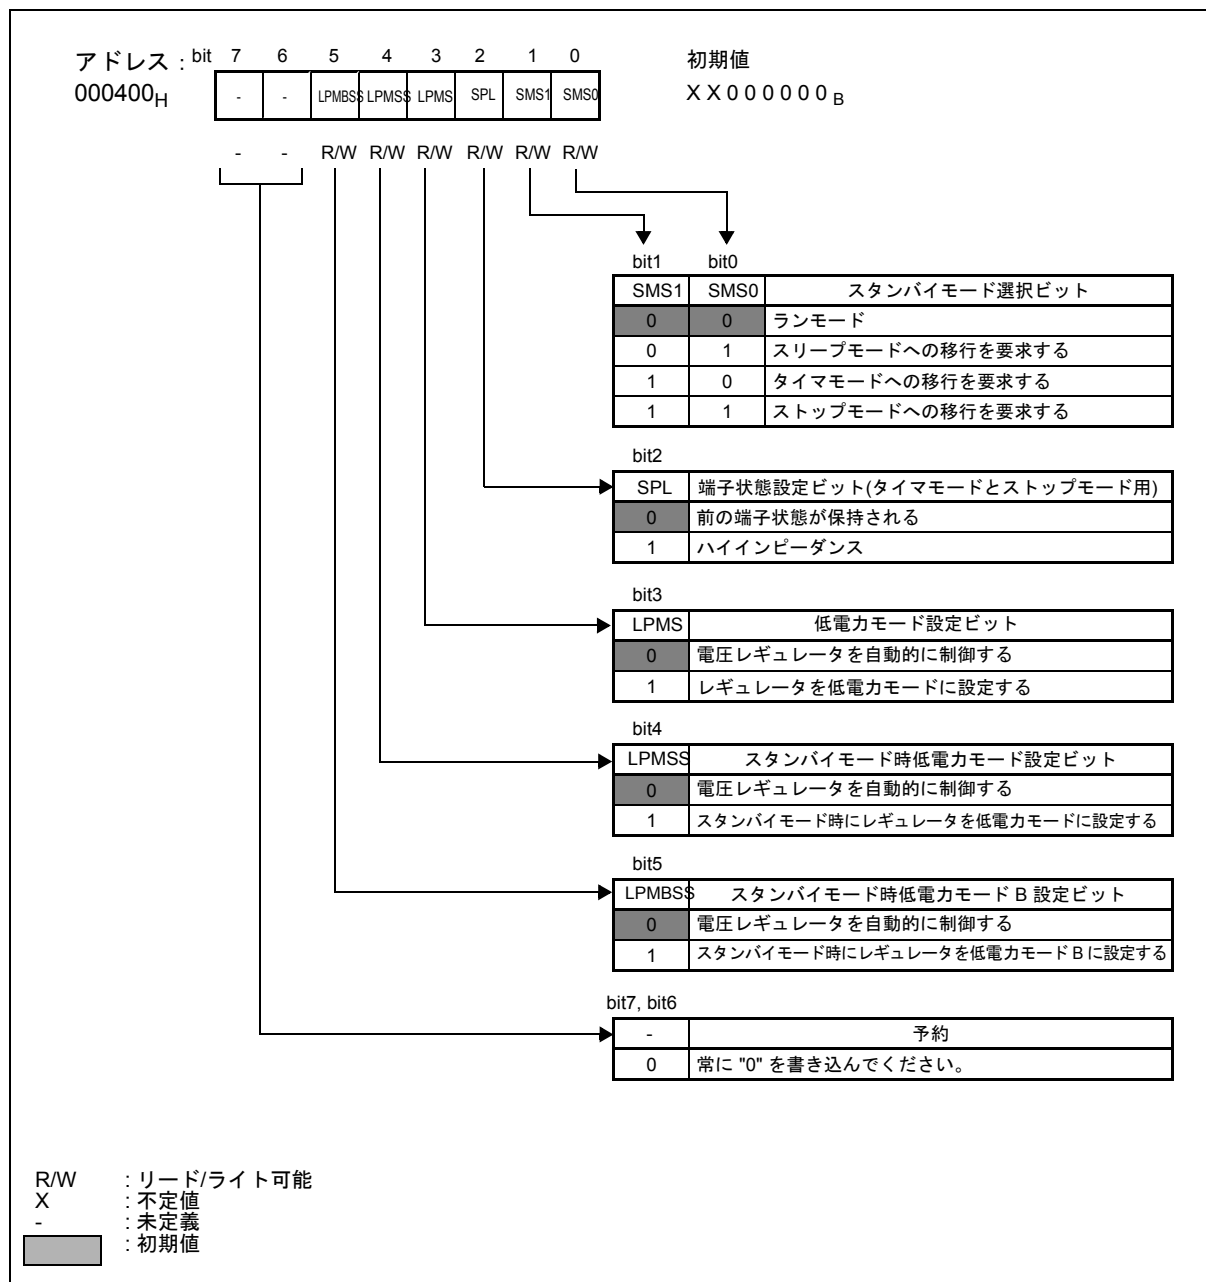 アドレス : bit 7 6 5 4 3 2 1 0 初期値
000400H - - LPMBSS LPMSS LPMS SPL SMS1 SMS0 X X 0 0 0 0 0 0 B
- - R/W R/W R/W R/W R/W R/W
bit1 bit0
SMS1 SMS0 スタンバイモード選択ビット
0 0 ランモード
0 1 スリープモードへの移行を要求する
1 0 タイマモードへの移行を要求する
1 1 ストップモードへの移行を要求する
bit2
SPL 端子状態設定ビット(タイマモードとストップモード用)
0 前の端子状態が保持される
1 ハイインピーダンス
bit3
LPMS 低電力モード設定ビット
0 電圧レギュレータを自動的に制御する
1 レギュレータを低電力モードに設定する
bit4
LPMSS スタンバイモード時低電力モード設定ビット
0 電圧レギュレータを自動的に制御する
1 スタンバイモード時にレギュレータを低電力モードに設定する
bit5
LPMBSS スタンバイモード時低電力モード B 設定ビット
0 電圧レギュレータを自動的に制御する
1 スタンバイモード時にレギュレータを低電力モード B に設定する
bit7, bit6
- 予約
0 常に "0" を書き込んでください。
R/W : リード/ライト可能
X : 不定値
- : 未定義
: 初期値